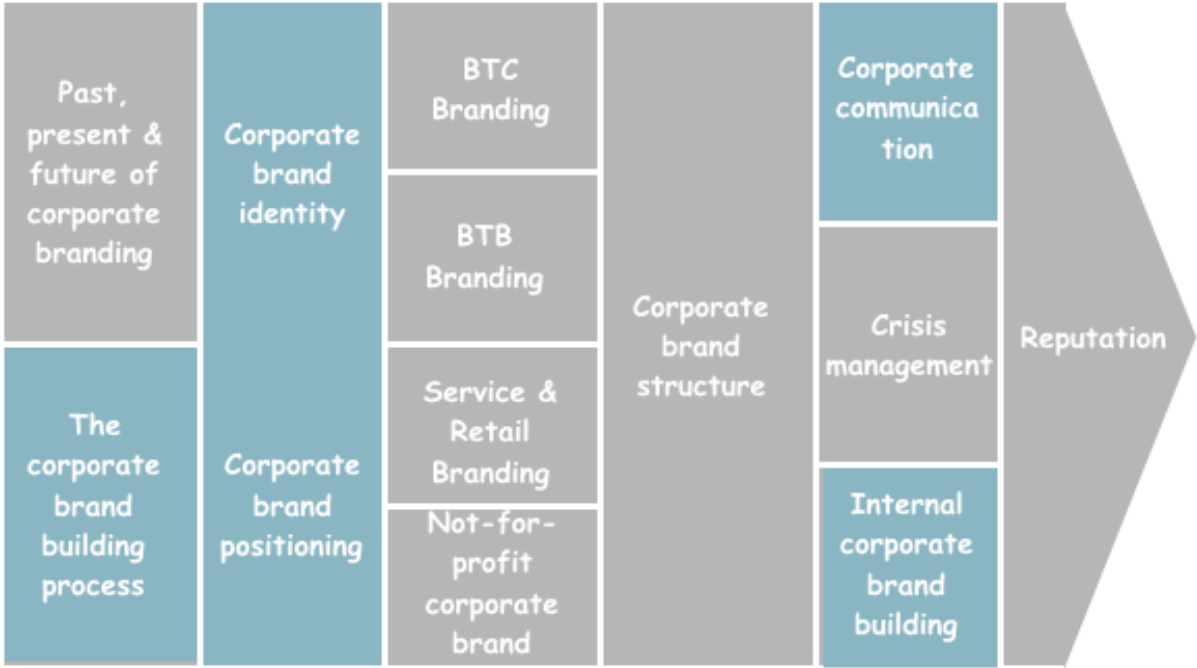 Past,
present &
future of
corporate
branding
The
corporate
brand
building
process
Corporate
brand
identity
Corporate
brand
positioning
BTC
Branding
BTB
Branding
Service &
Retail
Branding
Not-for-
profit
corporate
brand
Corporate
brand
structure
Corporate
communica
tion
Crisis
management
Internal
corporate
brand
building
Reputation